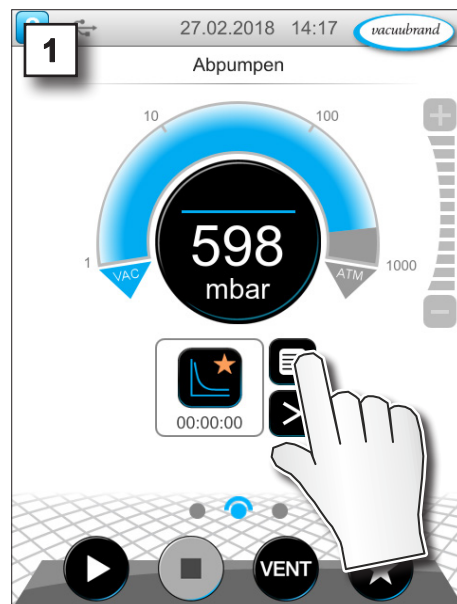 1
27.02.2018 14:17
vacuubrand
Abpumpen
10
100
1
1000
VAC
ATM
598
mbar
00:00:00
VENT